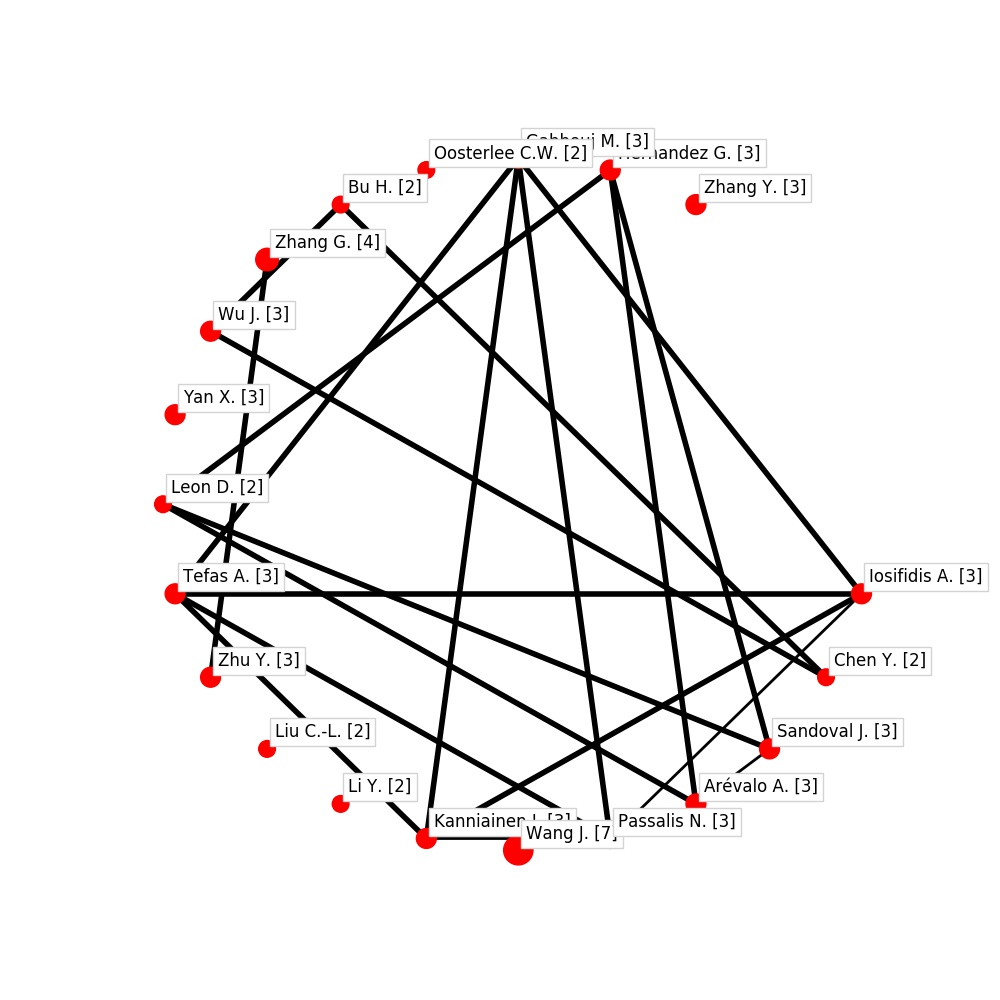 M. [3]
Oosterlee C.W. [2]
G. [3]
Bu H. [2]
Zhang Y. [3]
Zhang G. [4]
Wu J. [3]
Yan X. [3]
Leon D. [2]
Tefas A. [3]
Iosifidis A. [3]
Zhu Y. [3]
Chen Y. [2]
Liu C.-L. [2]
Sandoval J. [3]
Li Y. [2]
Arévalo A. [3]
Kanniainen J. [3]
Passalis N. [3]
Wang J. [7]